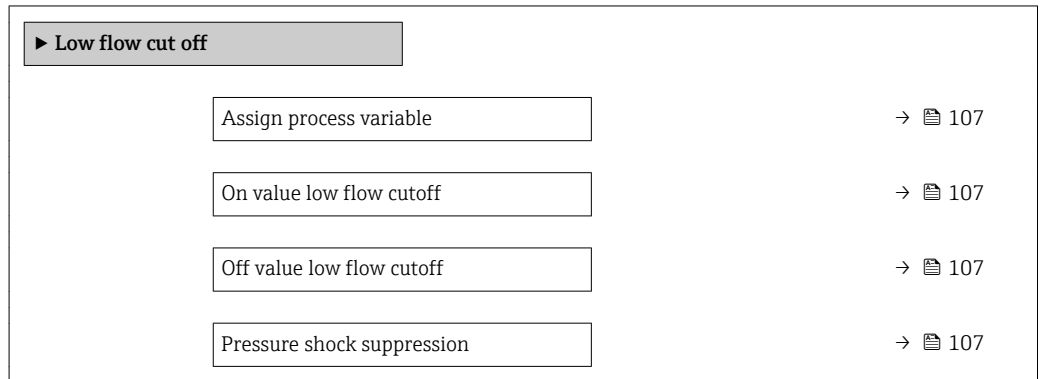 ► Low flow cut off
Assign process variable → 107
On value low flow cutoff → 107
Off value low flow cutoff → 107
Pressure shock suppression → 107